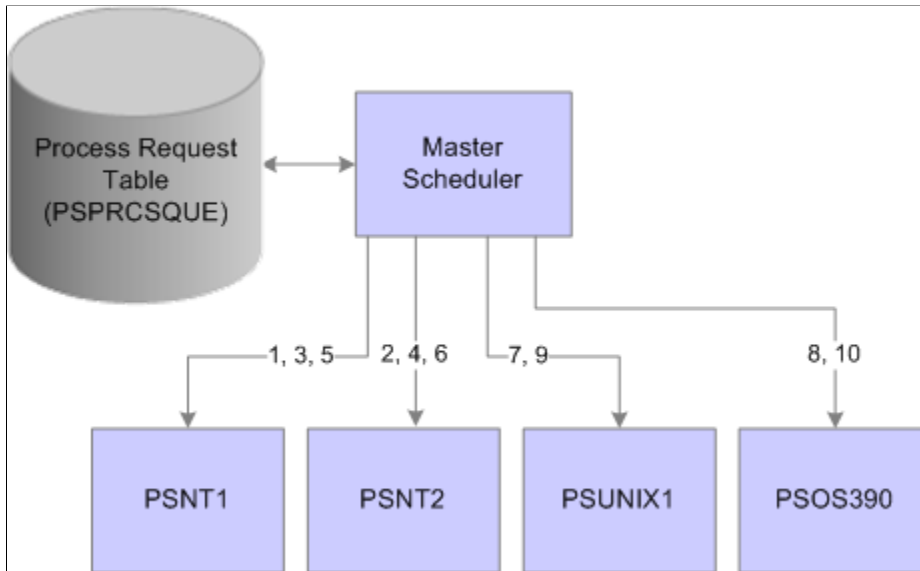 Process Request
Table
(PSPRCSQUE)
Master
Scheduler
1, 3, 5
2, 4, 6
7, 9
8, 10
PSNT1
PSNT2
PSUNIX1
PSOS390